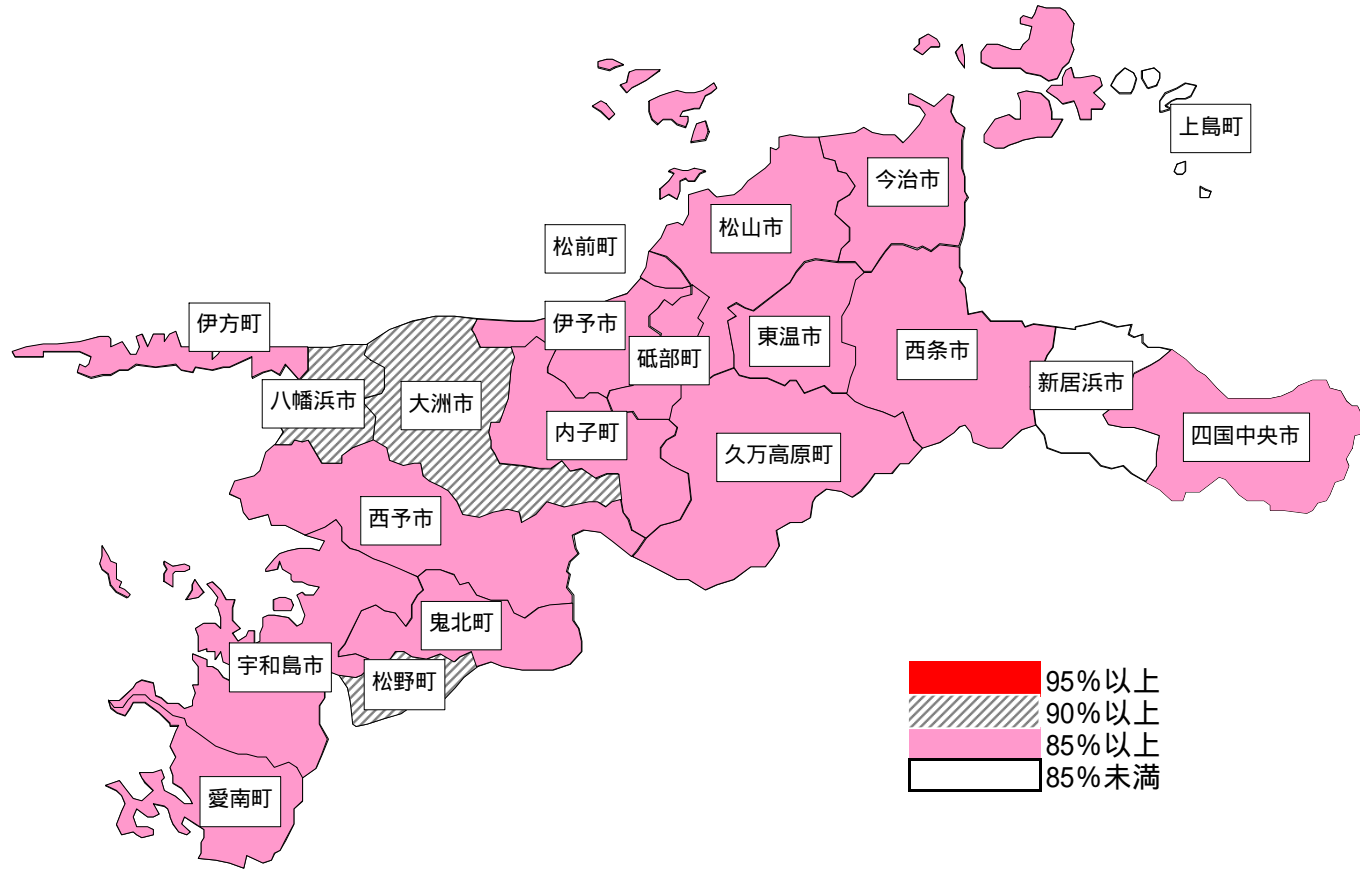 上島町
今治市
松山市
松前町
伊方町
伊予市
東温市
砥部町
西条市
新居浜市
八幡浜市
大洲市
内子町
久万高原町
四国中央市
西予市
鬼北町
宇和島市
松野町
愛南町
95%以上
90%以上
85%以上
85%未満